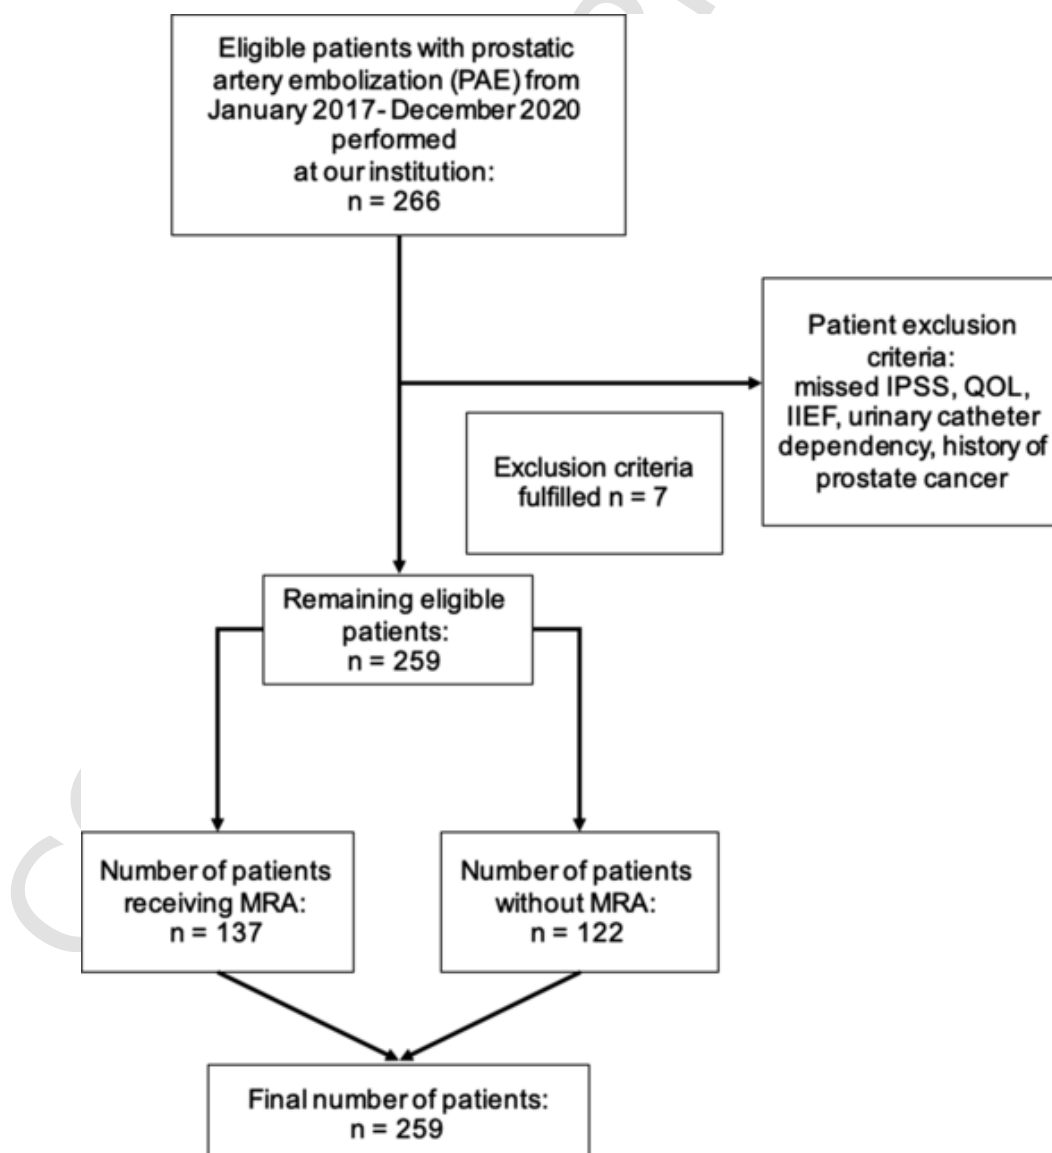 Eligible patients with prostatic
artery embolization (PAE) from
January 2017- December 2020
performed
at our institution:
n = 266
Patient exclusion
criteria:
missed IPSS, QOL,
IIEF, urinary catheter
dependency, history of
prostate cancer
Exclusion criteria
fulfilled n = 7
Remaining eligible
patients:
n = 259
Number of patients
receiving MRA:
n = 137
Number of patients
without MRA:
n = 122
Final number of patients:
n = 259